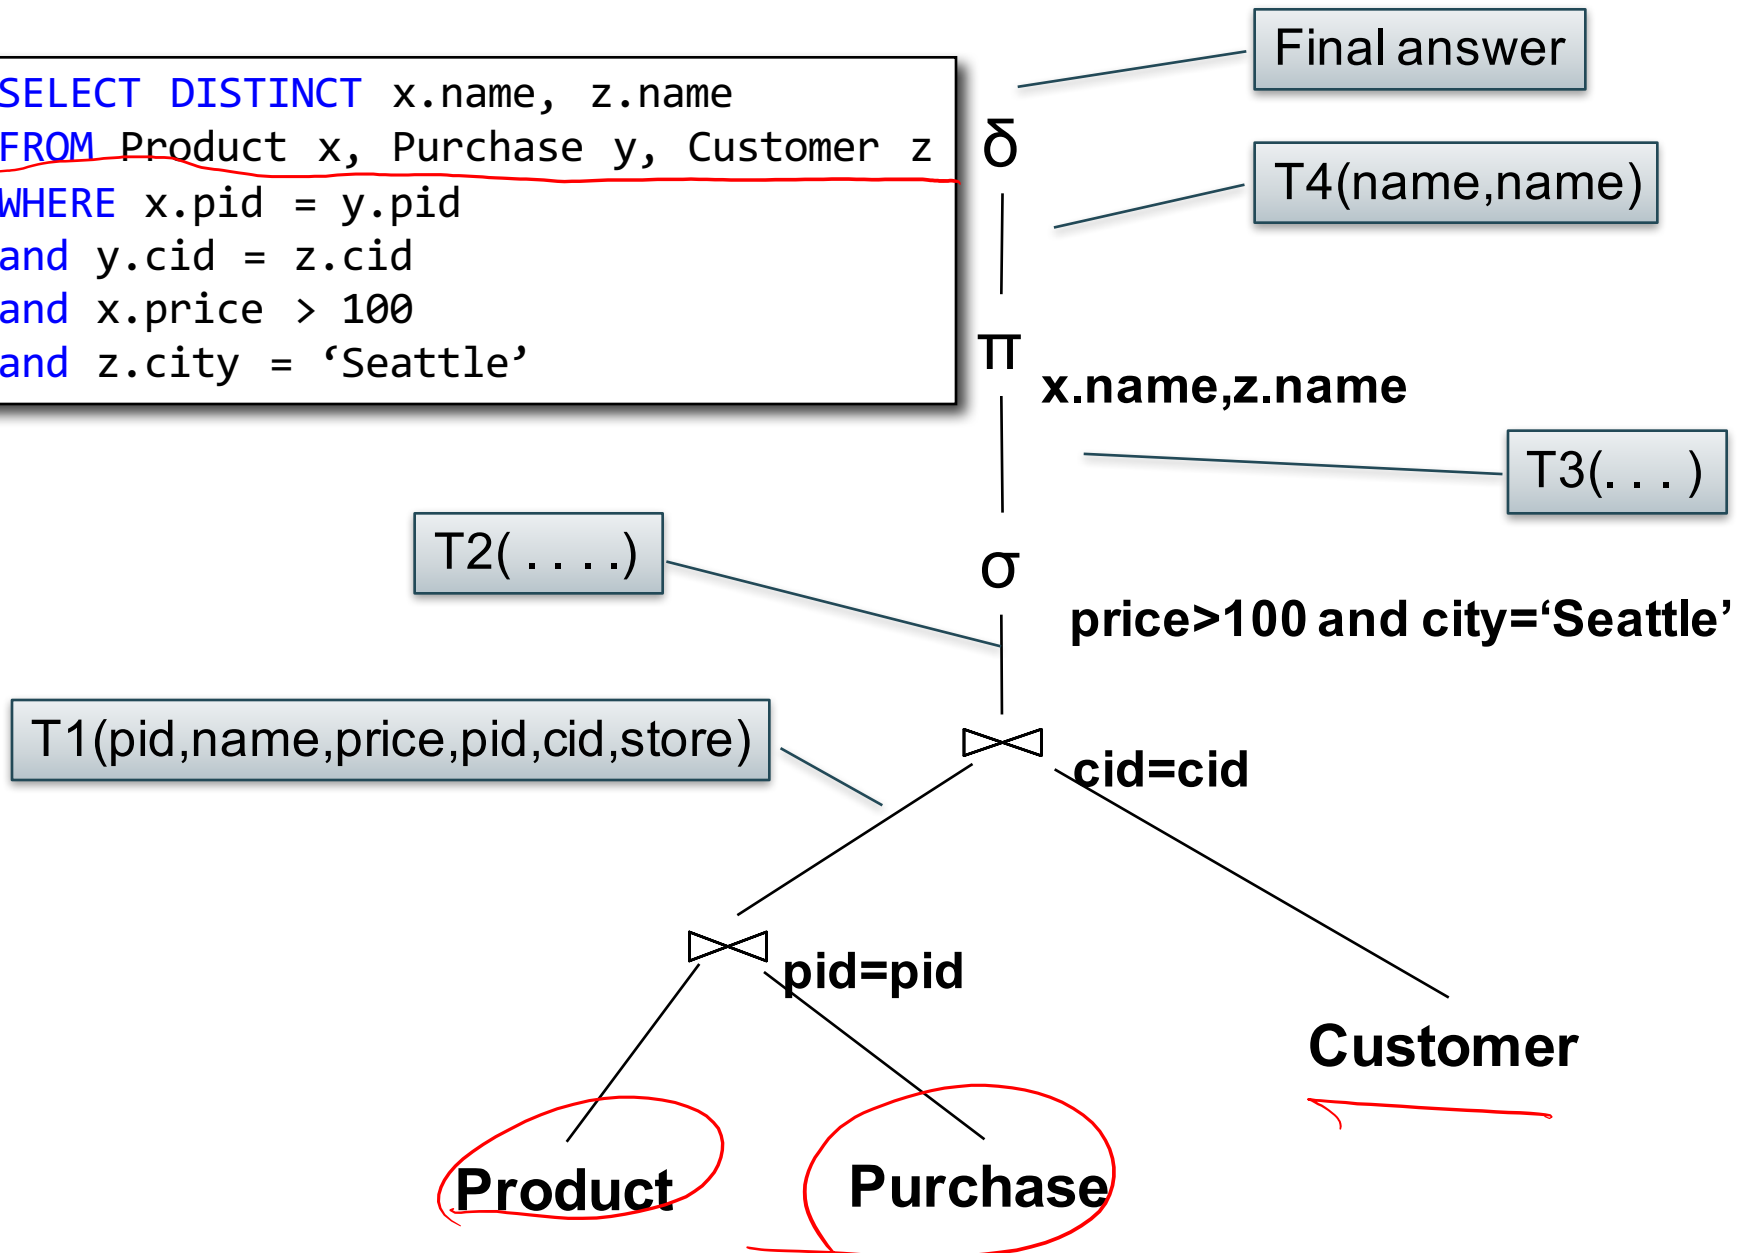 SELECT DISTINCT x.name, z.name
FROM Product x, Purchase y, Customer z
WHERE x.pid = y.pid
and y.cid = z.cid
and x.price > 100
and z.city = ‘Seattle’
Final answer
δ
T4(name,name)
π
x.name,z.name
T3(. . . )
T2( . . . .)
σ
price>100 and city=‘Seattle’
T1(pid,name,price,pid,cid,store)
cid=cid
pid=pid
Customer
Product
Purchase